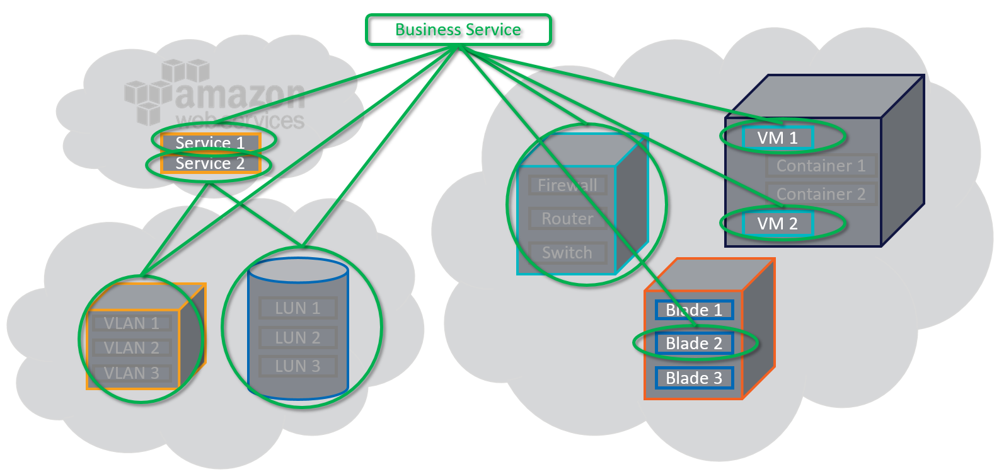 Business Service
amazon
webservices
Service 1
Service 2
VLAN 1
VLAN 2
VLAN 3
LUN 1
LUN 2
LUN 3
Firewall
Router
Switch
VM 1
Container 1
Container 2
VM 2
Blade 1
Blade 2
Blade 3